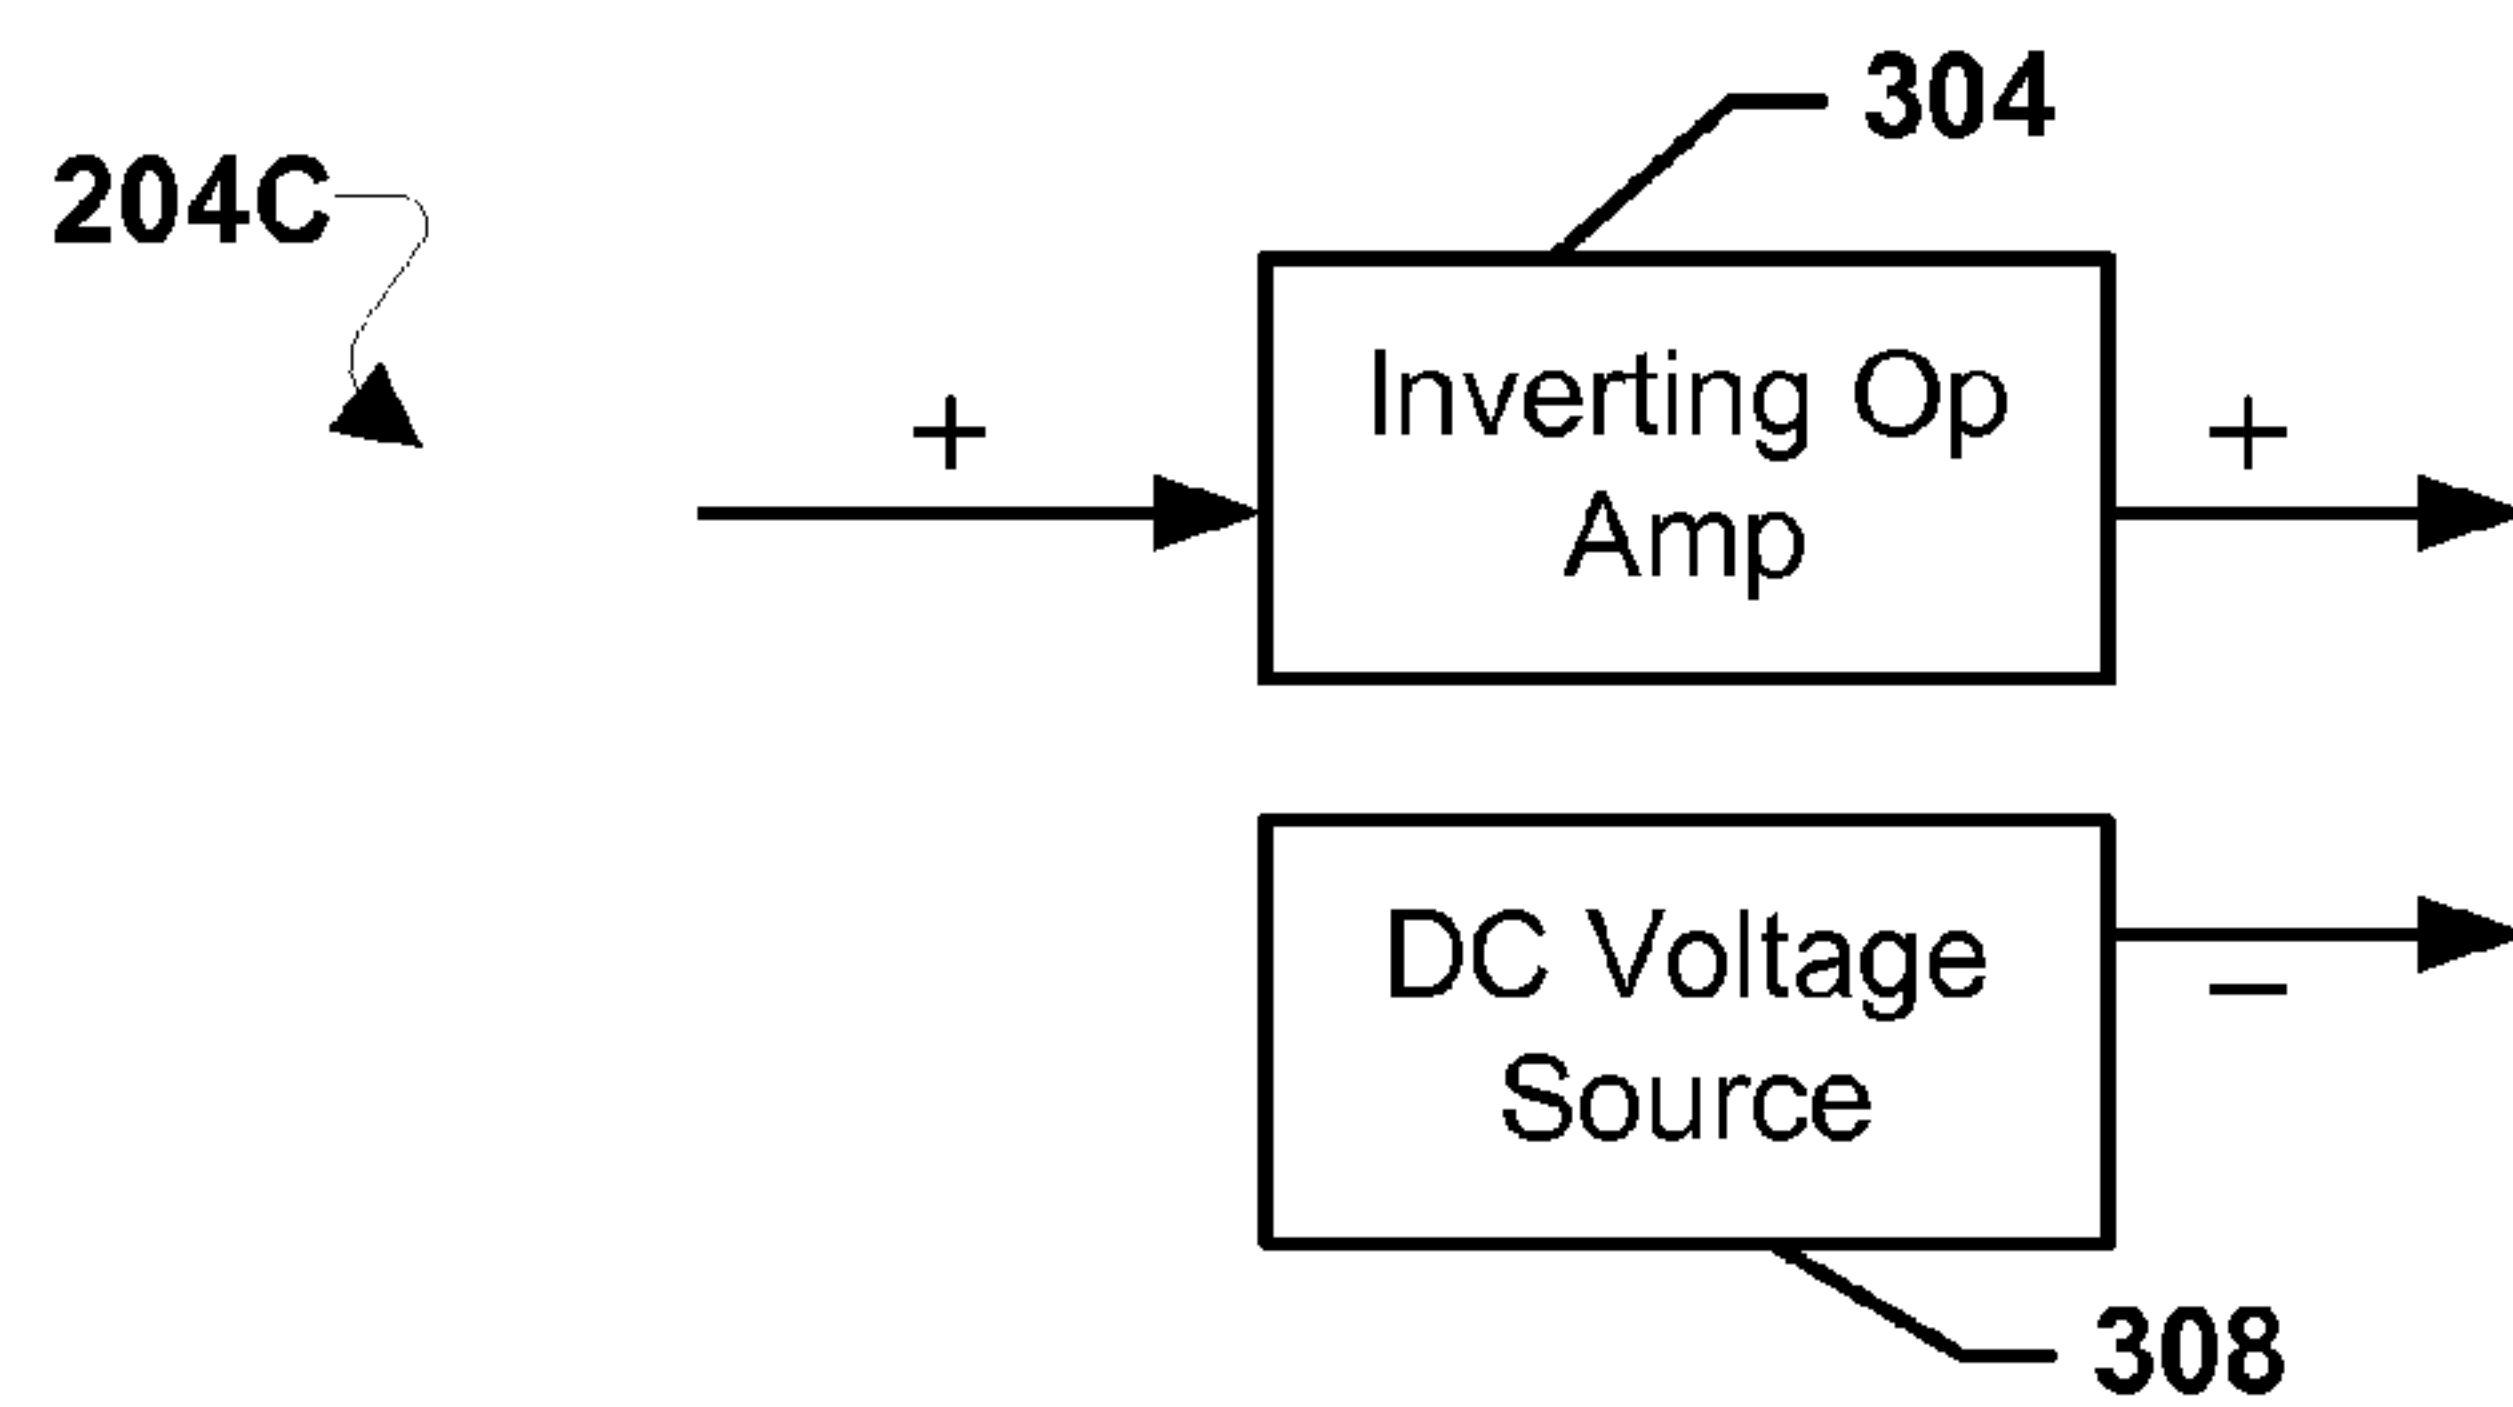 304
204C
+
Inverting Op
Amp
+
DC Voltage
Source
–
308